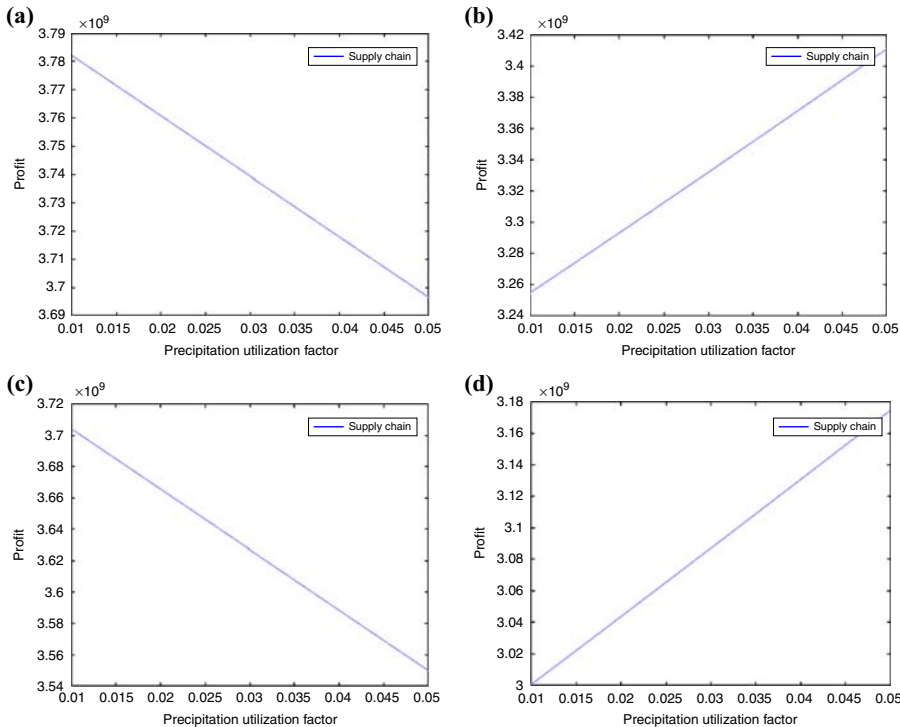 (a)
×10^9
3.79
3.78
3.76
3.75
3.74
3.73
3.72
3.71
3.7
3.69
Profit
Supply chain
0.01 0.015 0.02 0.025 0.03 0.035 0.04 0.045 0.05
Precipitation utilization factor
(b)
×10^9
3.42
3.4
3.38
3.36
3.34
3.32
3.3
3.28
3.26
3.24
Profit
Supply chain
0.01 0.015 0.02 0.025 0.03 0.035 0.04 0.045 0.05
Precipitation utilization factor
(c)
×10^9
3.72
3.7
3.68
3.66
3.64
3.62
3.6
3.58
3.56
3.54
Profit
Supply chain
0.01 0.015 0.02 0.025 0.03 0.035 0.04 0.045 0.05
Precipitation utilization factor
(d)
×10^9
3.18
3.16
3.14
3.12
3.1
3.08
3.06
3.04
3.02
3
Profit
Supply chain
0.01 0.015 0.02 0.025 0.03 0.035 0.04 0.045 0.05
Precipitation utilization factor